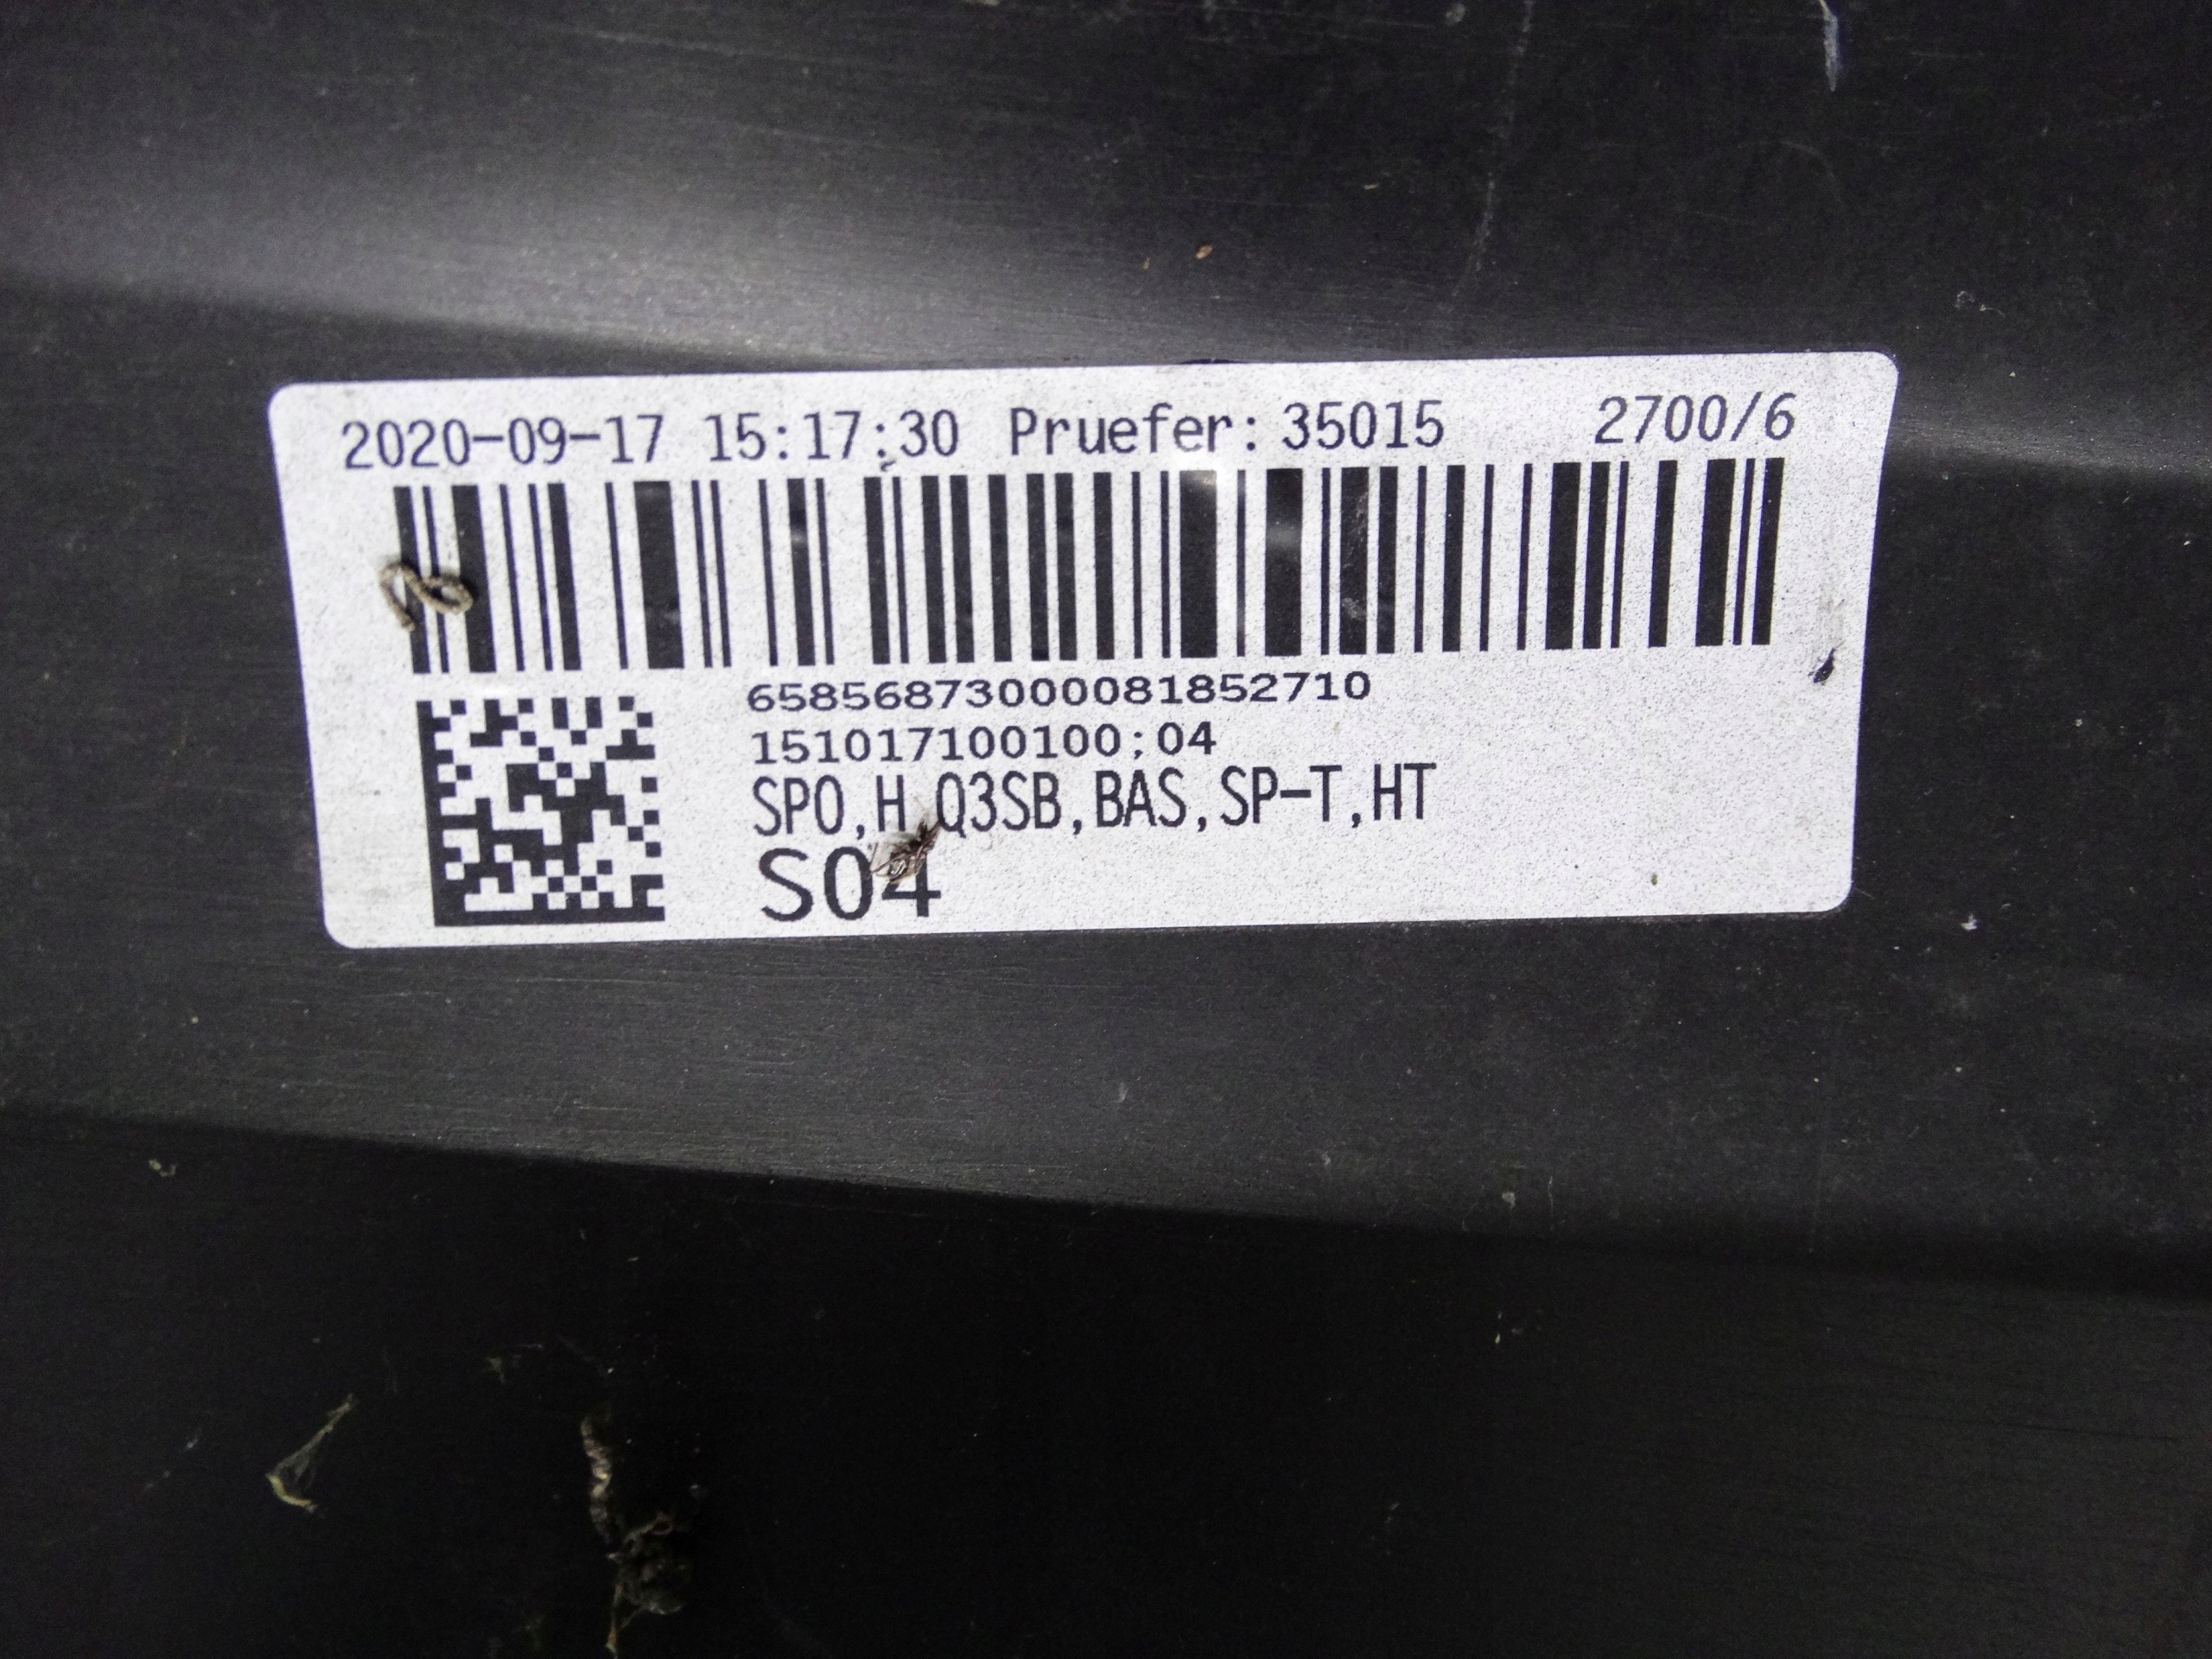 2020-09-17 15:17:30 Pruefer: 35015 2700/6
65856873000081852710
151017100100;04
SPO,H,Q3SB,BAS,SP-T,HT
S04